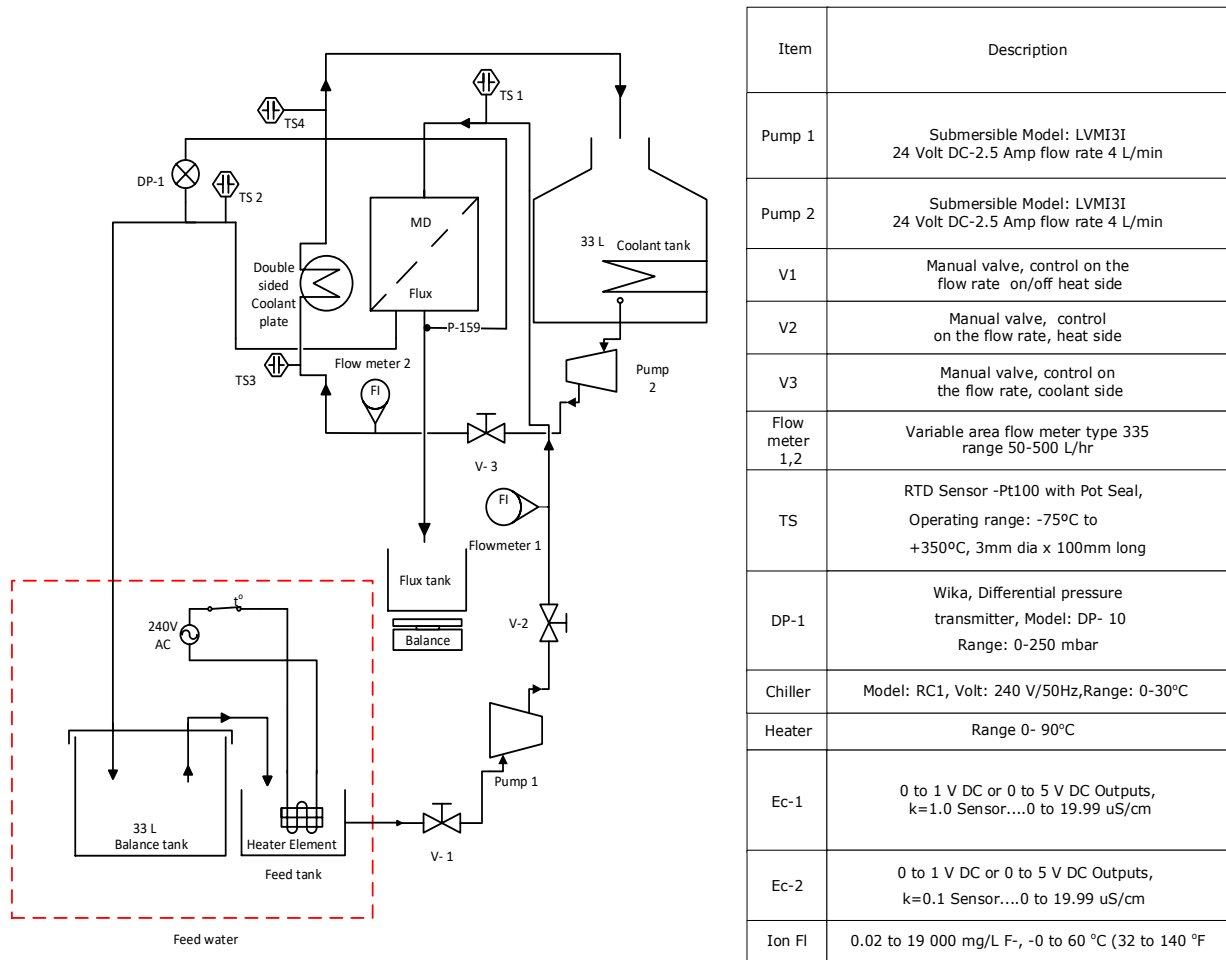 TS 1
TS4
DP-1
TS 2
MD
33 L
Coolant tank
Double
sided
Coolant
plate
Flux
P-159
Flow meter 2
TS3
FI
Pump
2
V- 3
FI
Flowmeter 1
Flux tank
tº
240V
AC
V-2
Balance
Pump 1
33 L
Balance tank
Heater Element
V- 1
Feed tank
Feed water
Item
Description
Pump 1
Submersible Model: LVMI3I
24 Volt DC-2.5 Amp flow rate 4 L/min
Pump 2
Submersible Model: LVMI3I
24 Volt DC-2.5 Amp flow rate 4 L/min
V1
Manual valve, control on the
flow rate on/off heat side
V2
Manual valve, control
on the flow rate, heat side
V3
Manual valve, control on
the flow rate, coolant side
Flow
meter
1,2
Variable area flow meter type 335
range 50-500 L/hr
TS
RTD Sensor -Pt100 with Pot Seal,
Operating range: -75ºC to
+350ºC, 3mm dia x 100mm long
DP-1
Wika, Differential pressure
transmitter, Model: DP- 10
Range: 0-250 mbar
Chiller
Model: RC1, Volt: 240 V/50Hz,Range: 0-30°C
Heater
Range 0- 90°C
Ec-1
0 to 1 V DC or 0 to 5 V DC Outputs,
k=1.0 Sensor....0 to 19.99 uS/cm
Ec-2
0 to 1 V DC or 0 to 5 V DC Outputs,
k=0.1 Sensor....0 to 19.99 uS/cm
Ion Fl
0.02 to 19 000 mg/L F-, -0 to 60 °C (32 to 140 °F